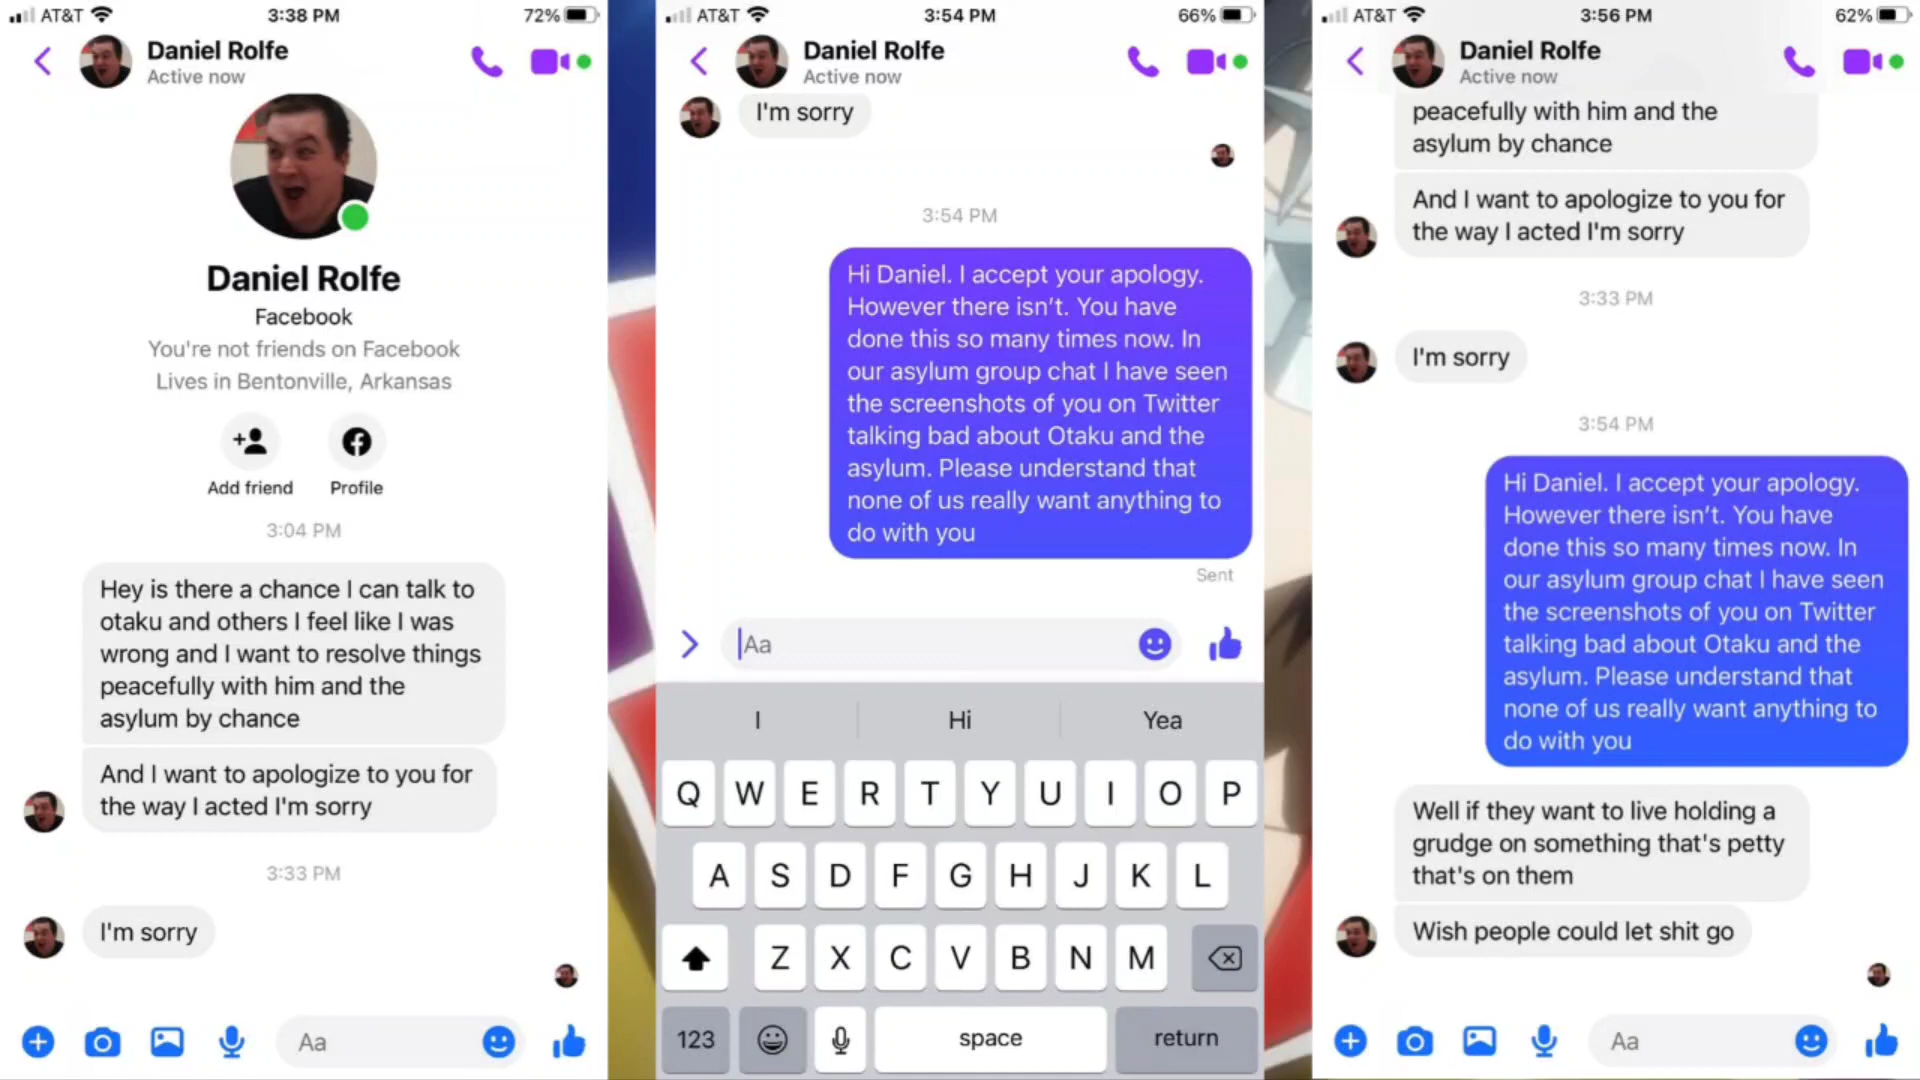 AT&T 3:38 PM 72%
Daniel Rolfe
Active now
Daniel Rolfe
Facebook
You're not friends on Facebook
Lives in Bentonville, Arkansas
Add friend Profile
3:04 PM
Hey is there a chance I can talk to
otaku and others I feel like I was
wrong and I want to resolve things
peacefully with him and the
asylum by chance
And I want to apologize to you for
the way I acted I'm sorry
3:33 PM
I'm sorry
Aa
AT&T 3:54 PM 66%
Daniel Rolfe
Active now
I'm sorry
3:54 PM
Hi Daniel. I accept your apology.
However there isn't. You have
done this so many times now. In
our asylum group chat I have seen
the screenshots of you on Twitter
talking bad about Otaku and the
asylum. Please understand that
none of us really want anything to
do with you
Sent
Aa
I Hi Yea
Q W E R T Y U I O P
A S D F G H J K L
Z X C V B N M
123 space return
AT&T 3:56 PM 62%
Daniel Rolfe
Active now
peacefully with him and the
asylum by chance
And I want to apologize to you for
the way I acted I'm sorry
3:33 PM
I'm sorry
3:54 PM
Hi Daniel. I accept your apology.
However there isn't. You have
done this so many times now. In
our asylum group chat I have seen
the screenshots of you on Twitter
talking bad about Otaku and the
asylum. Please understand that
none of us really want anything to
do with you
Well if they want to live holding a
grudge on something that's petty
that's on them
Wish people could let shit go
Aa